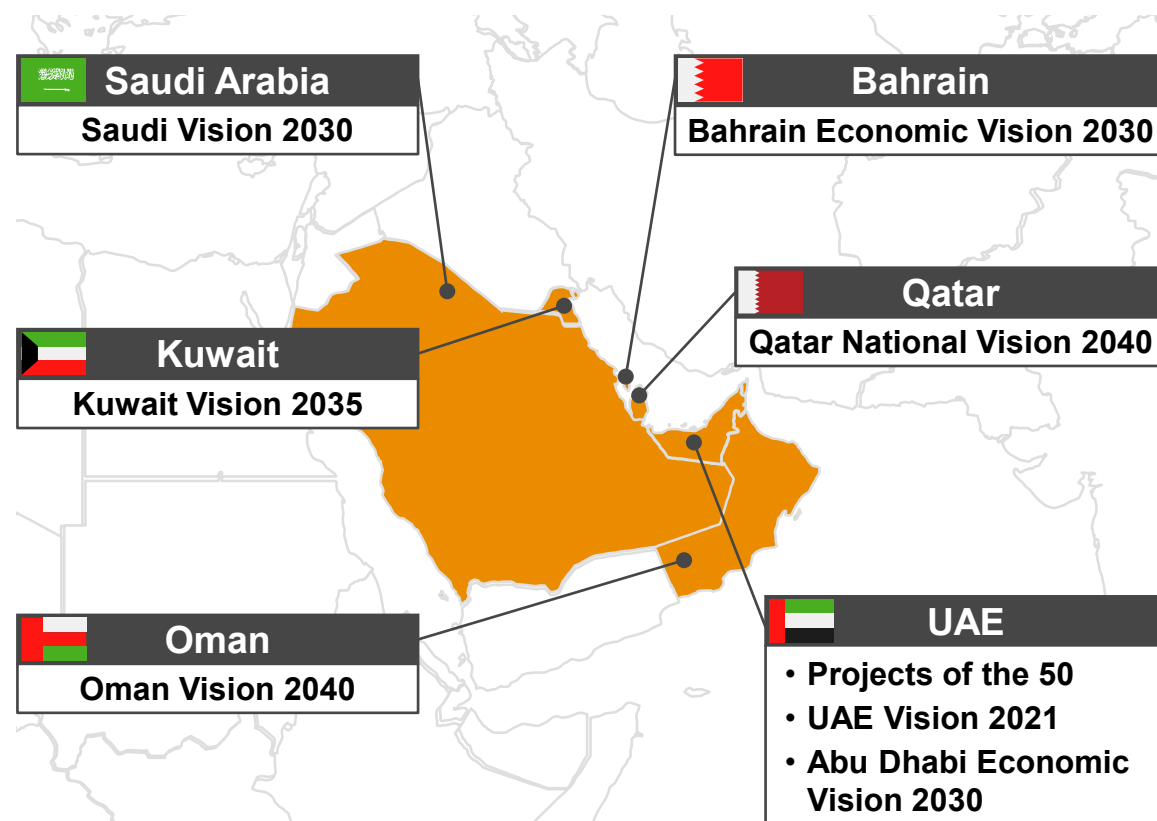 Saudi Arabia
Saudi Vision 2030
Bahrain
Bahrain Economic Vision 2030
Qatar
Qatar National Vision 2040
Kuwait
Kuwait Vision 2035
Oman
Oman Vision 2040
UAE
• Projects of the 50
• UAE Vision 2021
• Abu Dhabi Economic
Vision 2030